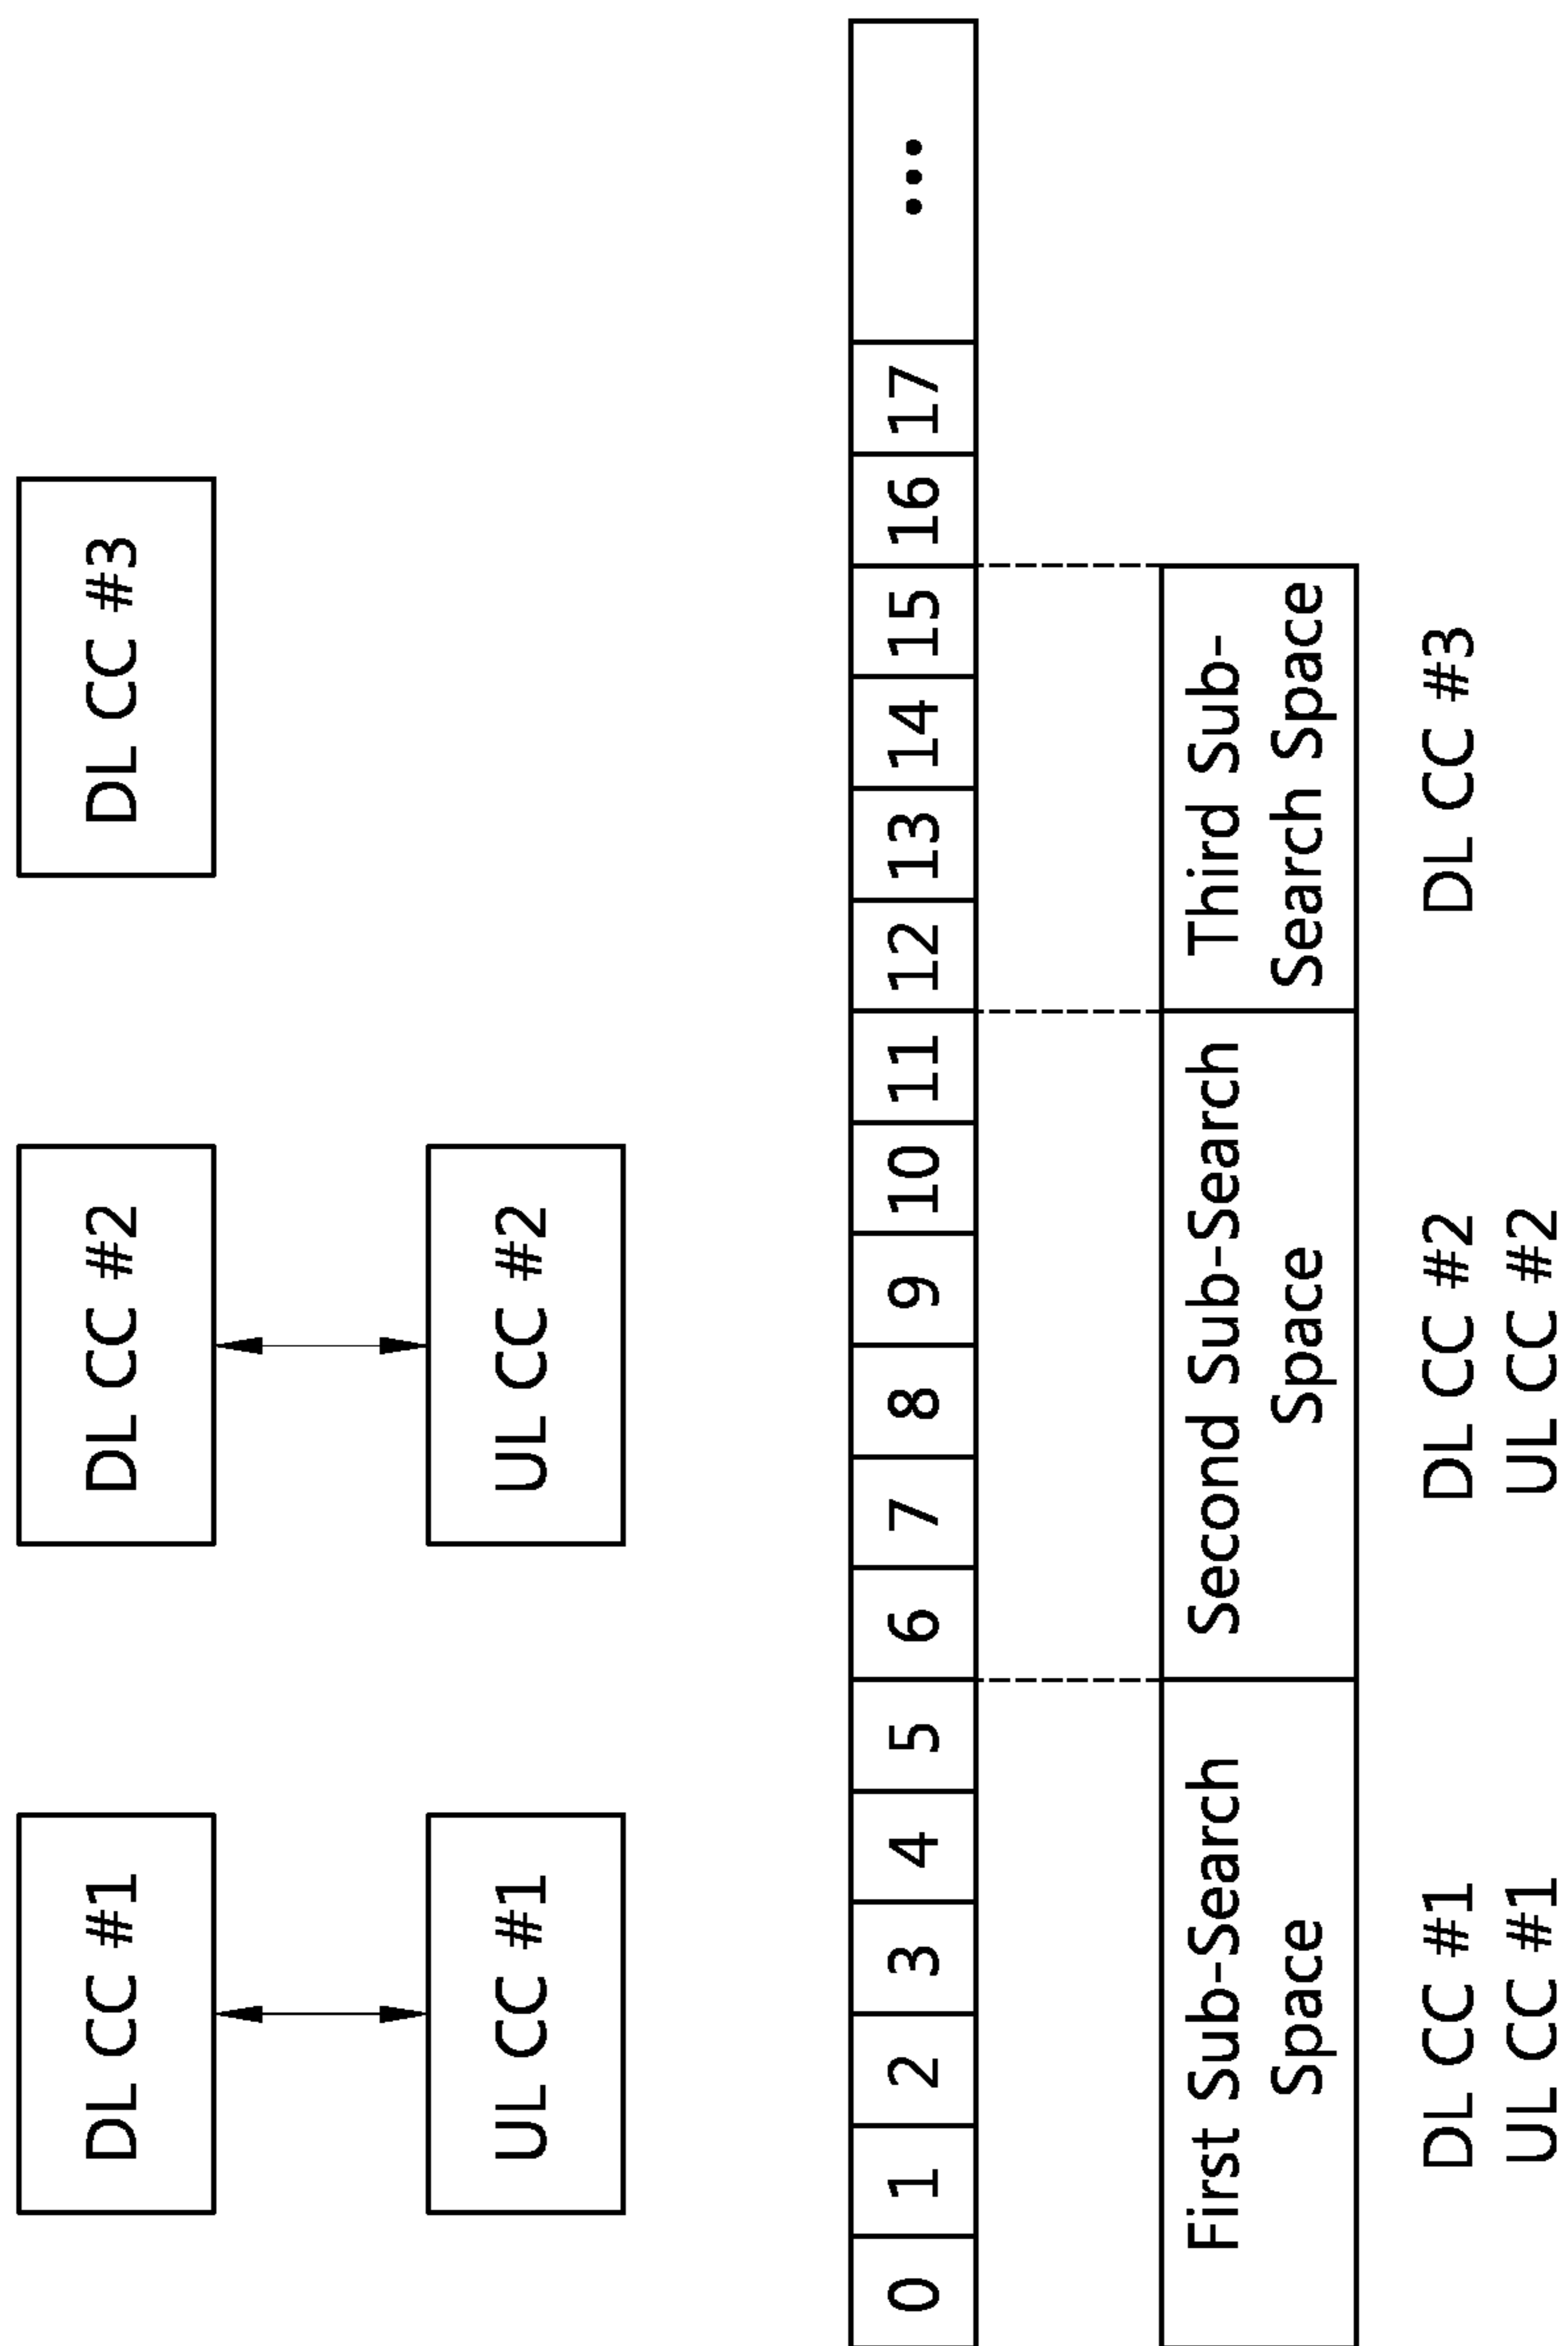 DL CC #1
DL CC #2
DL CC #3
UL CC #1
UL CC #2
0 1 2 3 4 5 6 7 8 9 10 11 12 13 14 15 16 17 ...
First Sub-Search
Space
Second Sub-Search
Space
Third Sub-
Search Space
DL CC #1
UL CC #1
DL CC #2
UL CC #2
DL CC #3